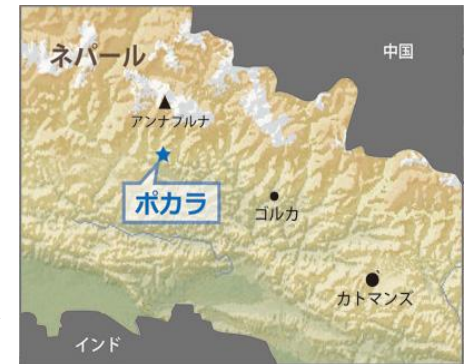 ネパール
中国
アンナプルナ
ポカラ
ゴルカ
カトマンズ
インド